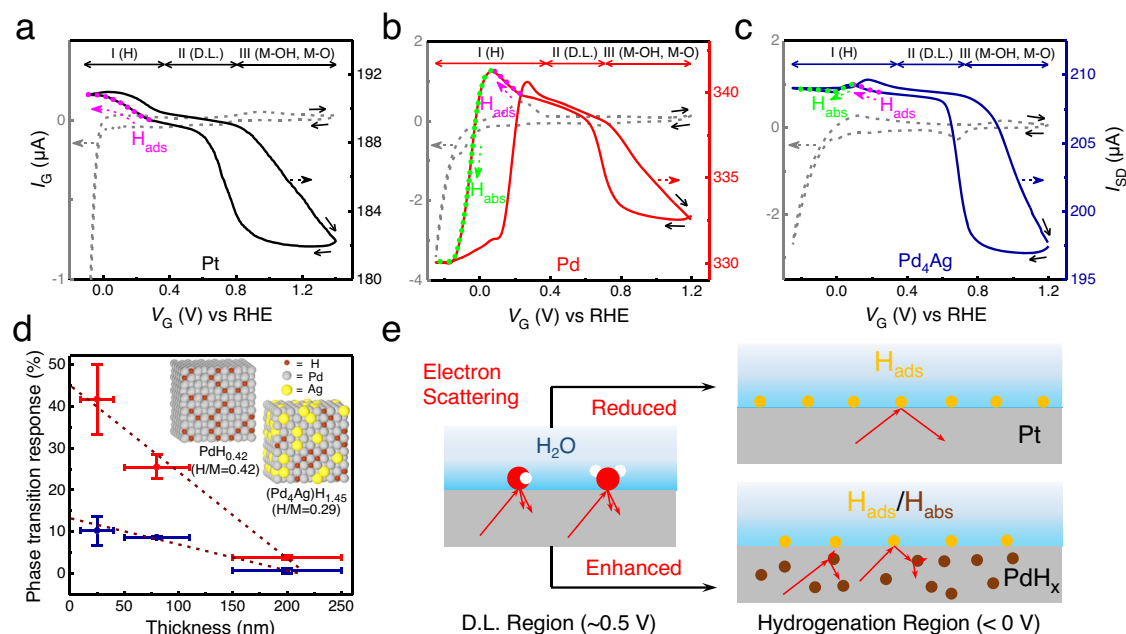 a
I (H)
II (D.L.)
III (M-OH, M-O)
H_ads
Pt
0
-1
I_G (μA)
192
189
186
182
180
0.0
0.4
0.8
1.2
V_G (V) vs RHE
b
I (H)
II (D.L.)
III (M-OH, M-O)
H_ads
H_abs
Pd
2
0
-2
-4
340
335
330
0.0
0.4
0.8
1.2
V_G (V) vs RHE
c
I (H)
II (D.L.)
III (M-OH, M-O)
H_abs
H_ads
Pd₄Ag
2
0
-2
210
205
200
195
I_SD (μA)
0.0
0.4
0.8
1.2
V_G (V) vs RHE
d
Phase transition response (%)
50
40
30
20
10
0
0
50
100
150
200
250
Thickness (nm)
= H
= Pd
= Ag
PdH₀.₄₂
(H/M=0.42)
(Pd₄Ag)H₁.₄₅
(H/M=0.29)
e
Electron
Scattering
Reduced
H₂O
Enhanced
D.L. Region (~0.5 V)
H_ads
Pt
H_ads/H_abs
PdH_x
Hydrogenation Region (< 0 V)